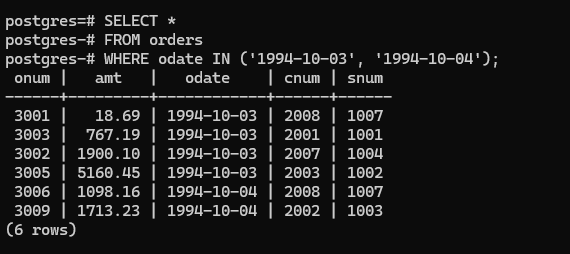 postgres=# SELECT *
postgres-# FROM orders
postgres-# WHERE odate IN ('1994-10-03', '1994-10-04');
 onum |   amt   |   odate    | cnum | snum
------+---------+------------+------+------
 3001 |   18.69 | 1994-10-03 | 2008 | 1007
 3003 |  767.19 | 1994-10-03 | 2001 | 1001
 3002 | 1900.10 | 1994-10-03 | 2007 | 1004
 3005 | 5160.45 | 1994-10-03 | 2003 | 1002
 3006 | 1098.16 | 1994-10-04 | 2008 | 1007
 3009 | 1713.23 | 1994-10-04 | 2002 | 1003
(6 rows)